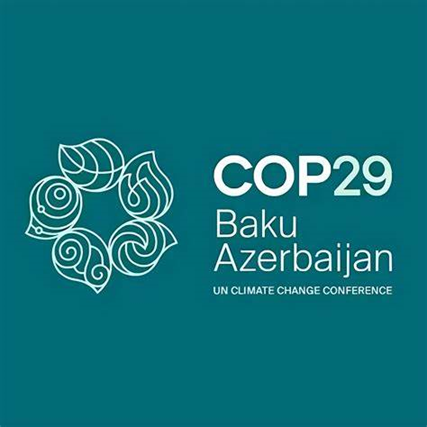 COP29
Baku
Azerbaijan
UN CLIMATE CHANGE CONFERENCE